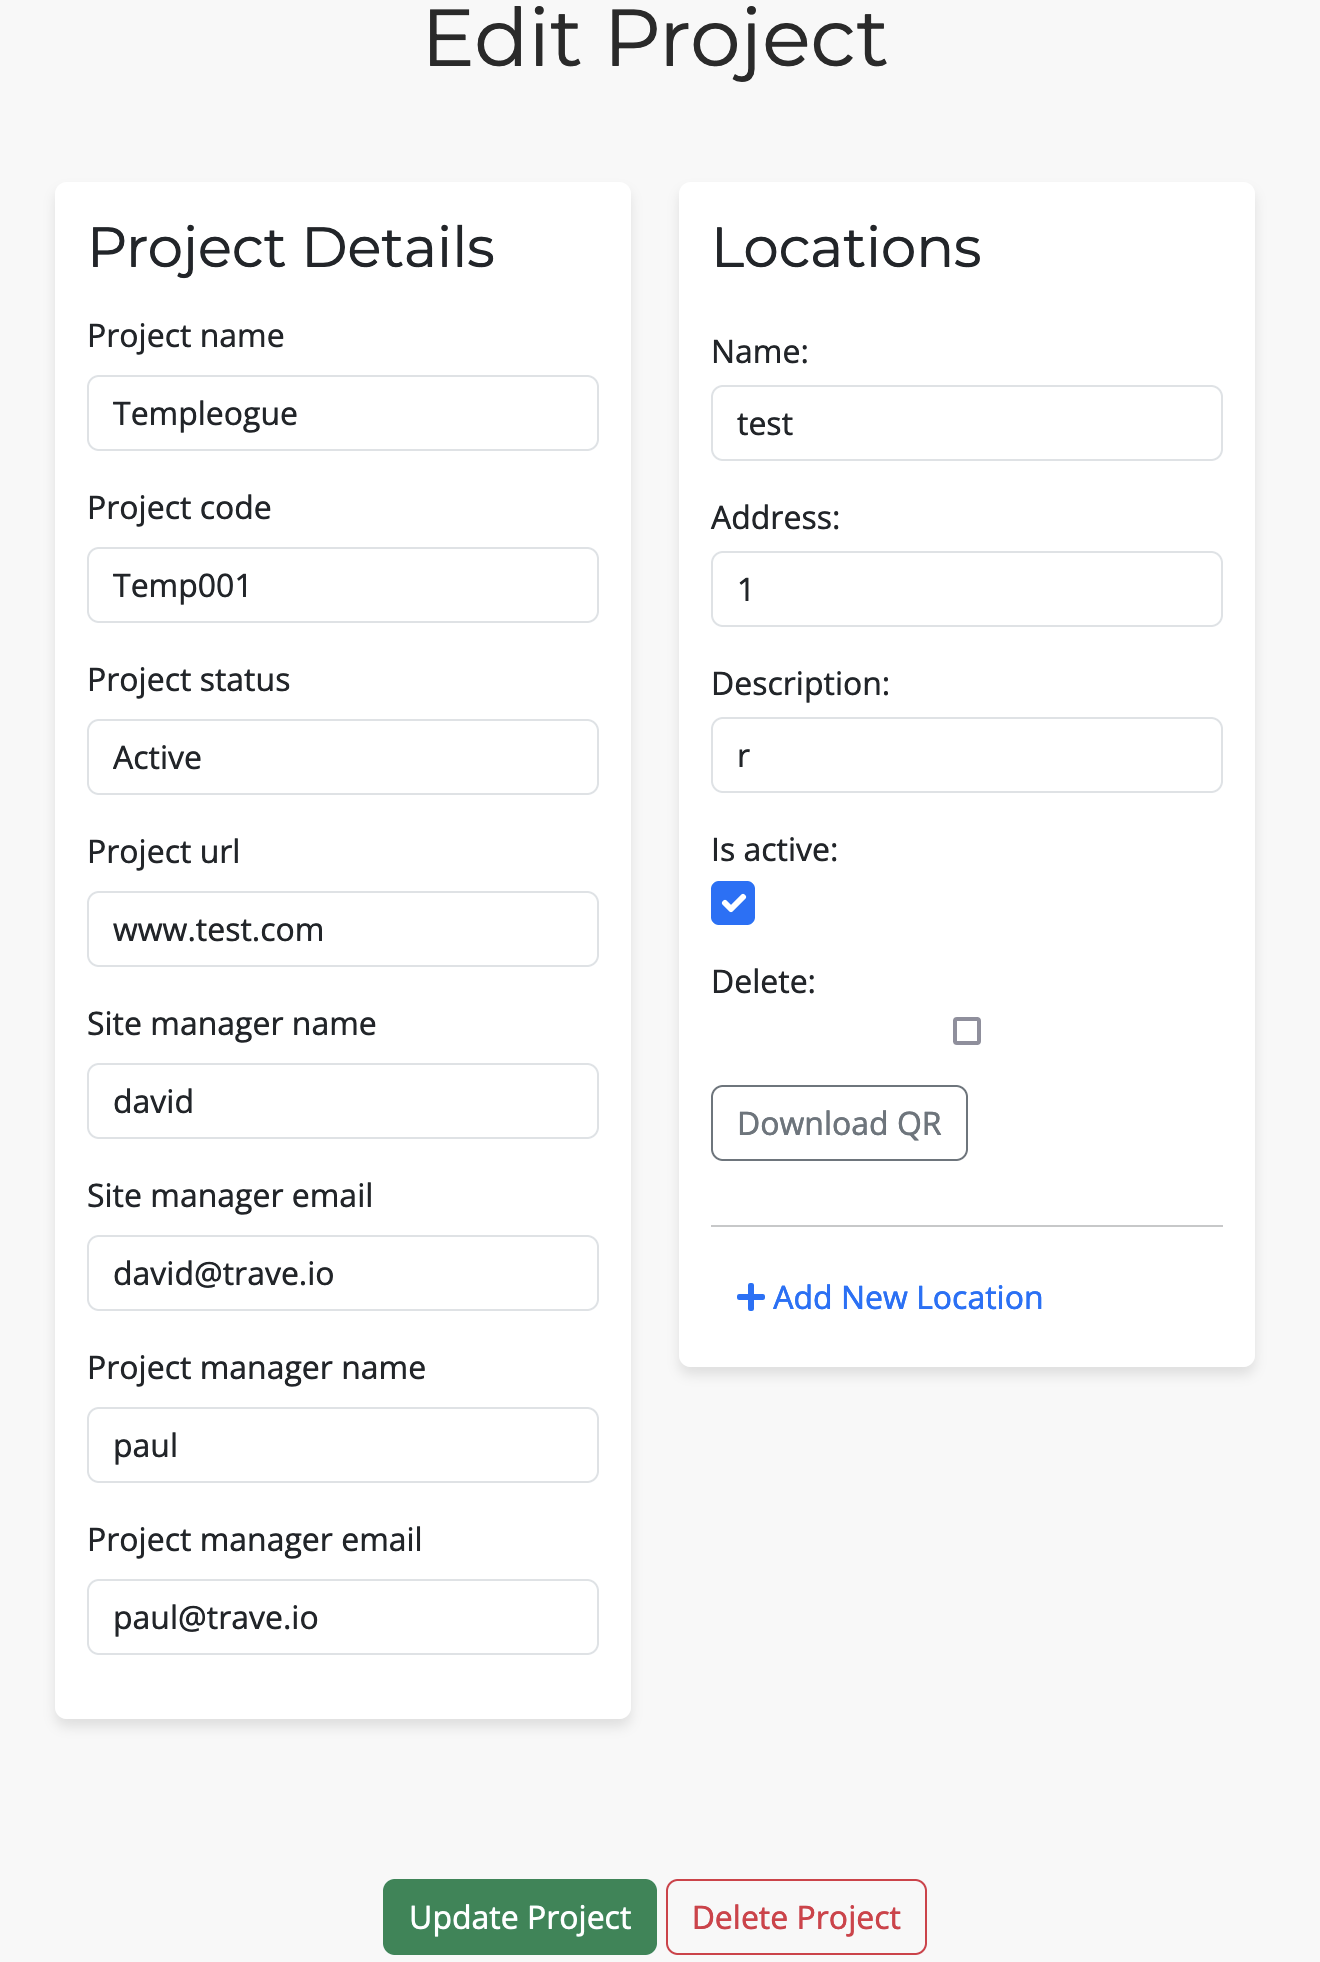 Edit Project
Project Details
Project name
Templeogue
Project code
Temp001
Project status
Active
Project url
www.test.com
Site manager name
david
Site manager email
david@trave.io
Project manager name
paul
Project manager email
paul@trave.io
Locations
Name:
test
Address:
1
Description:
r
Is active:
Delete:
Download QR
Add New Location
Update Project
Delete Project